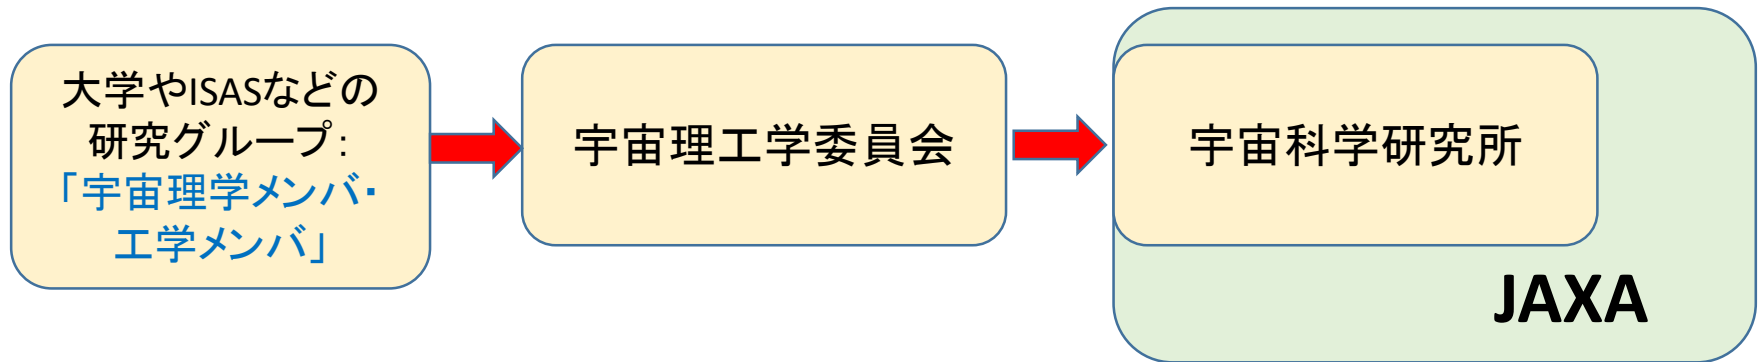 大学やISASなどの
研究グループ：
「宇宙理学メンバ・
工学メンバ」
宇宙理工学委員会
宇宙科学研究所
JAXA